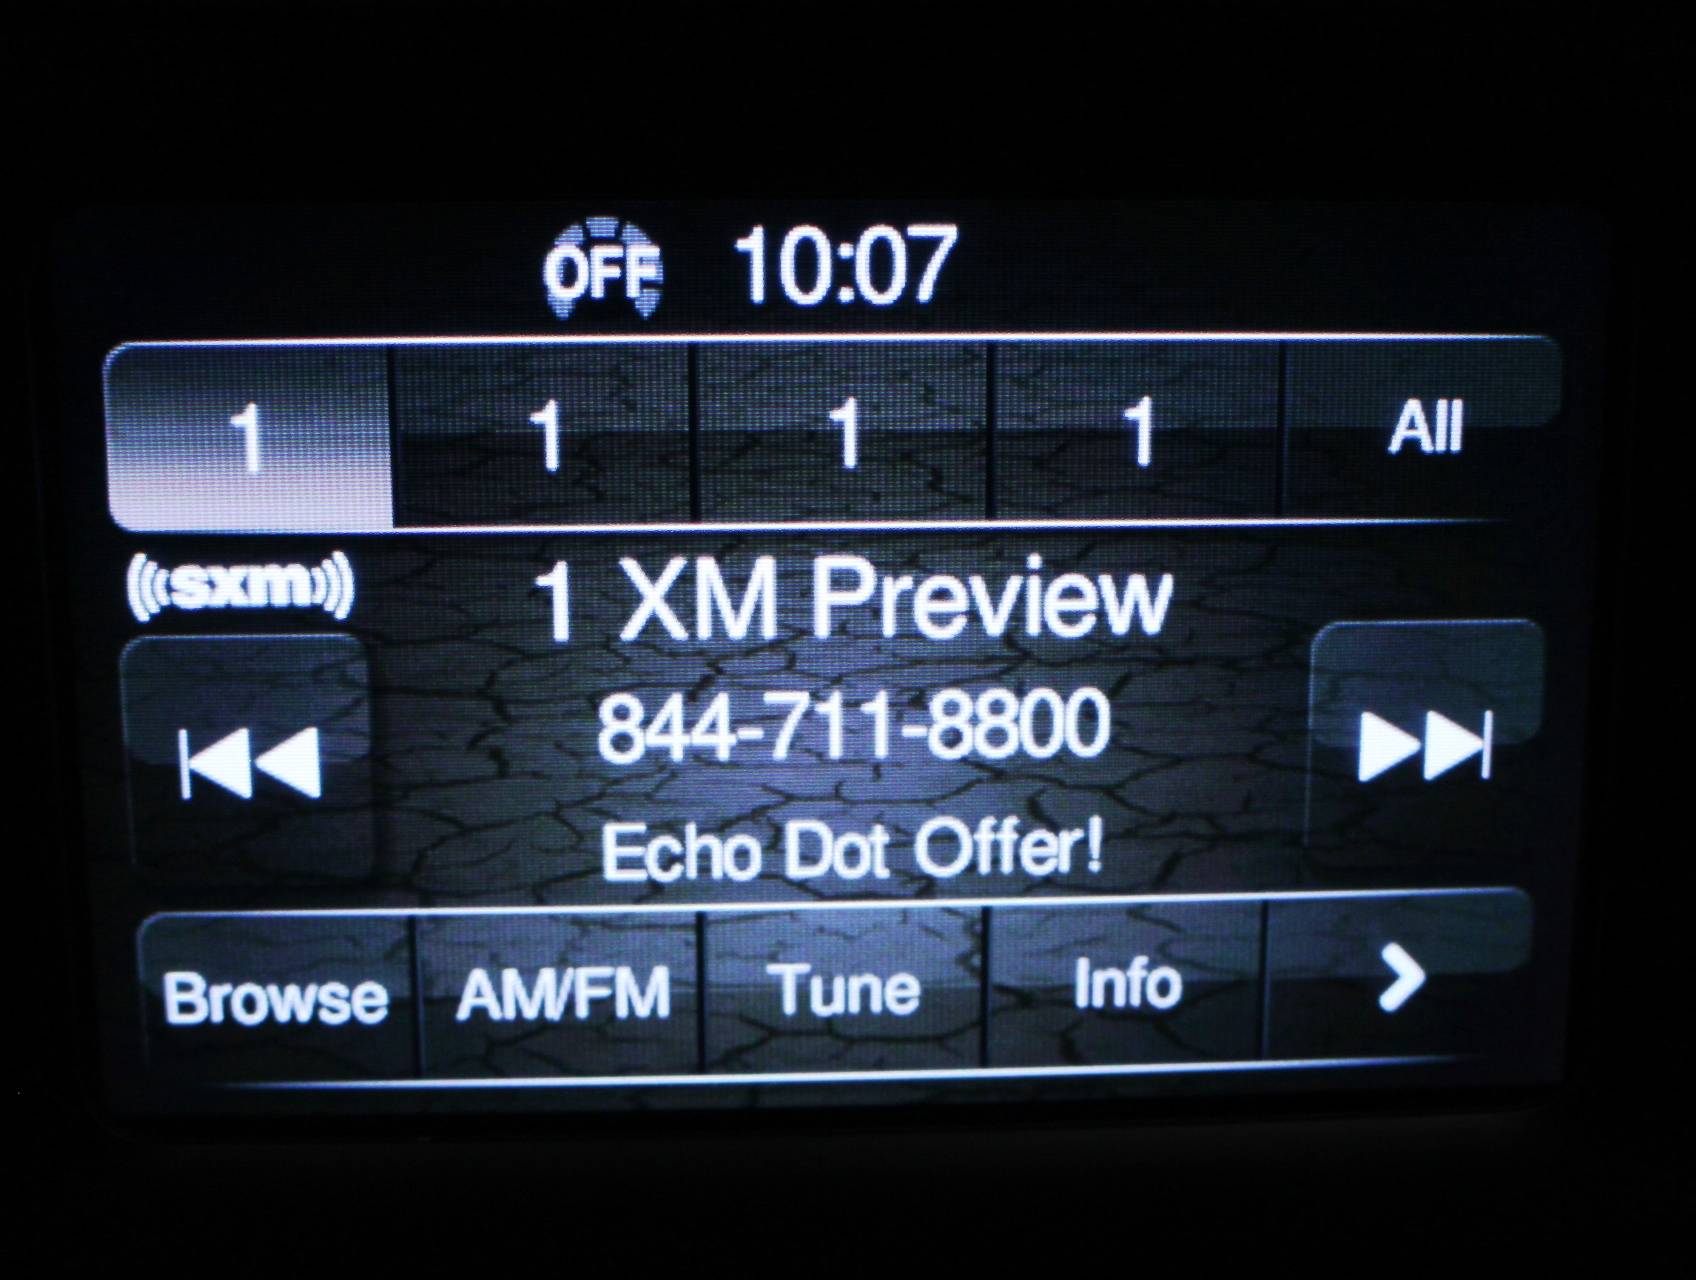 OFF 10:07
1 1 1 1 All
sxm
1 XM Preview
844-711-8800
Echo Dot Offer!
Browse AM/FM Tune Info